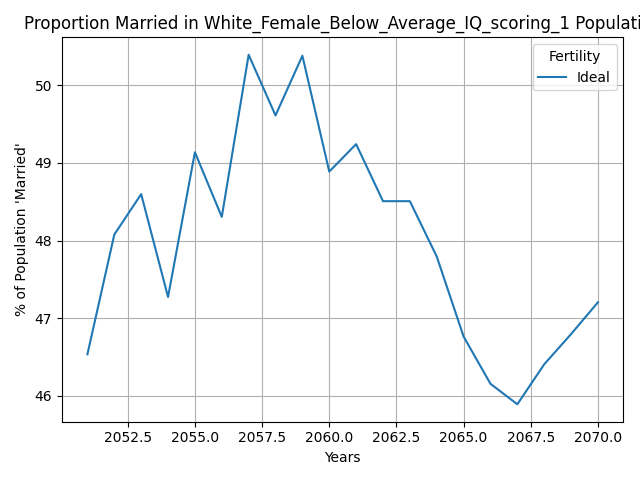 Proportion Married in White_Female_Below_Average_IQ_scoring_1 Populati
Fertility
Ideal
% of Population 'Married'
50
49
48
47
46
2052.5 2055.0 2057.5 2060.0 2062.5 2065.0 2067.5 2070.0
Years